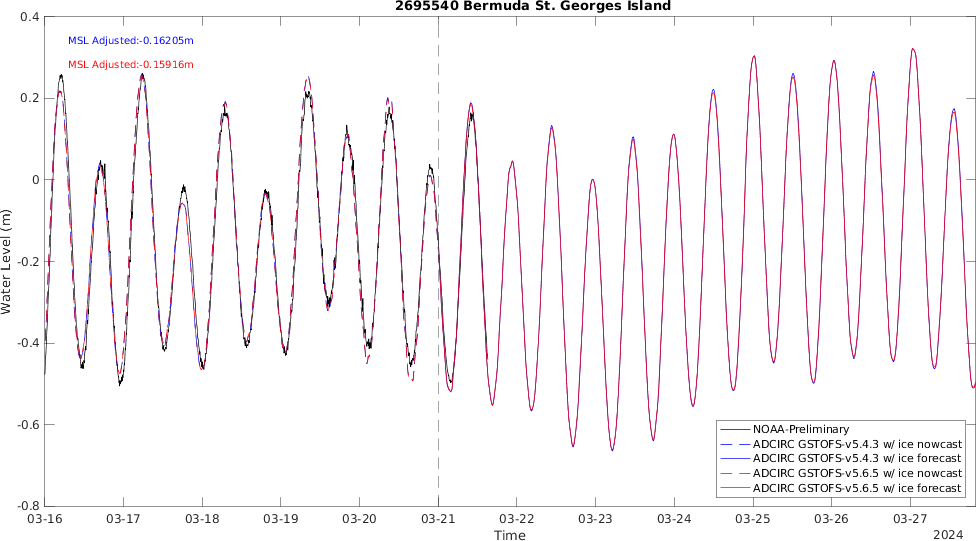 2695540 Bermuda St. Georges Island
0.4
MSL Adjusted:-0.16205m
MSL Adjusted:-0.15916m
0.2
0
-0.2
-0.4
-0.6
-0.8
Water Level (m)
NOAA-Preliminary
ADCIRC GSTOFS-v5.4.3 w/ ice nowcast
ADCIRC GSTOFS-v5.4.3 w/ ice forecast
ADCIRC GSTOFS-v5.6.5 w/ ice nowcast
ADCIRC GSTOFS-v5.6.5 w/ ice forecast
03-16 03-17 03-18 03-19 03-20 03-21 03-22 03-23 03-24 03-25 03-26 03-27
Time
2024